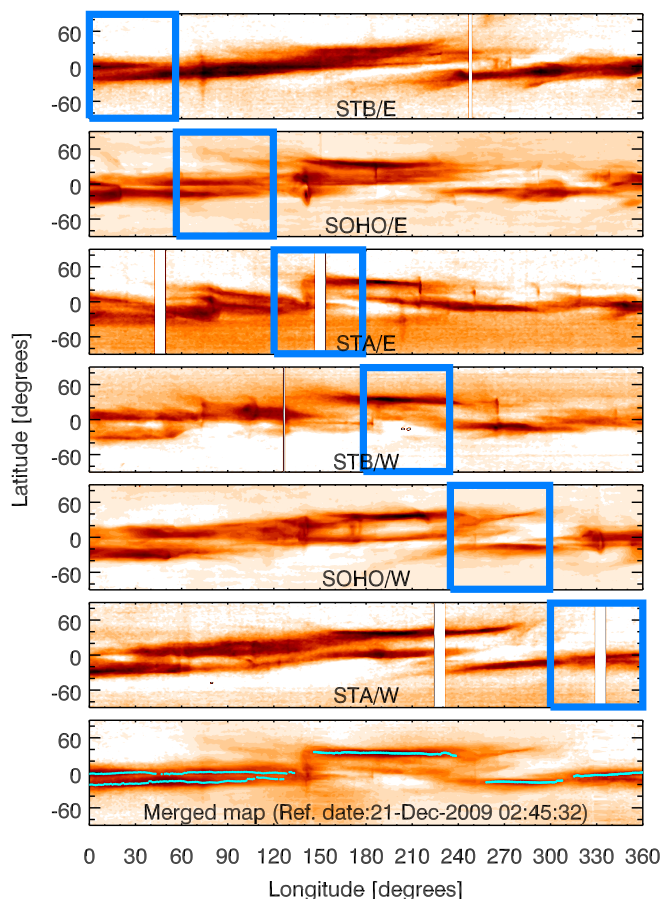 60
0
-60
STB/E
60
0
-60
SOHO/E
60
0
-60
STA/E
60
0
-60
STB/W
60
0
-60
SOHO/W
60
0
-60
STA/W
60
0
-60
Merged map (Ref. date:21-Dec-2009 02:45:32)
0 30 60 90 120 150 180 210 240 270 300 330 360
Longitude [degrees]
Latitude [degrees]